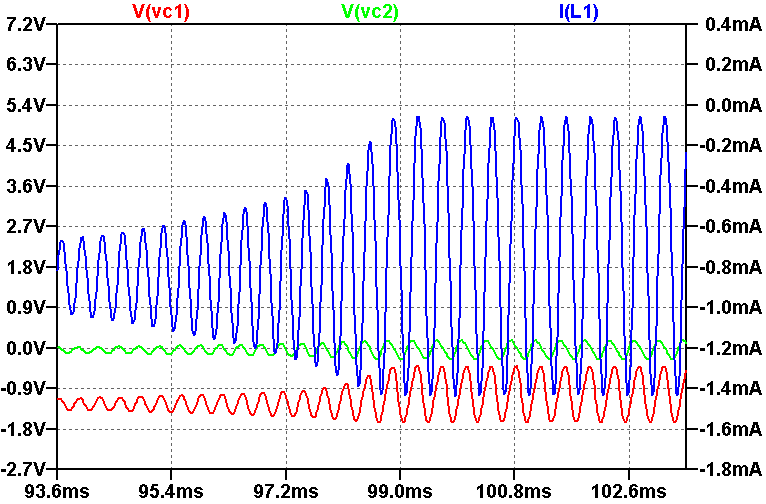 V(vc1) V(vc2) I(L1)
7.2V 0.4mA
6.3V 0.2mA
5.4V 0.0mA
4.5V -0.2mA
3.6V -0.4mA
2.7V -0.6mA
1.8V -0.8mA
0.9V -1.0mA
0.0V -1.2mA
-0.9V -1.4mA
-1.8V -1.6mA
-2.7V -1.8mA
93.6ms 95.4ms 97.2ms 99.0ms 100.8ms 102.6ms